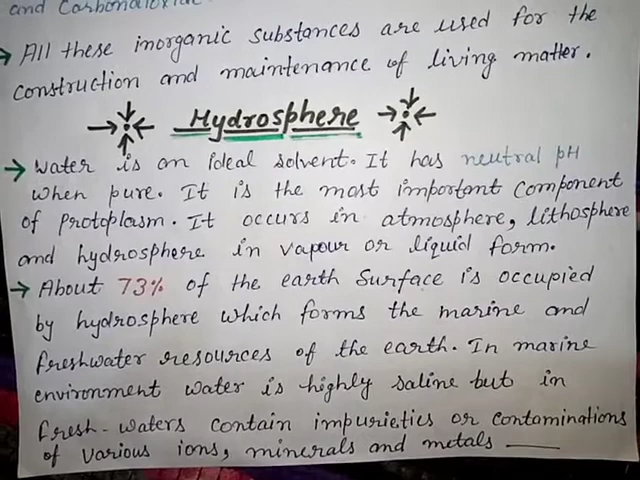 and Carbondioxide
→ All these inorganic substances are used for the
construction and maintenance of living matter.
Hydrosphere
→ Water is an ideal solvent. It has neutral pH
when pure. It is the most important component
of protoplasm. It occurs in atmosphere, lithosphere
and hydrosphere in vapour or liquid form.
→ About 73% of the earth surface is occupied
by hydrosphere which forms the marine and
freshwater resources of the earth. In marine
environment water is highly saline but in
fresh-waters contain impurieties or contaminations
of various ions, minerals and metals